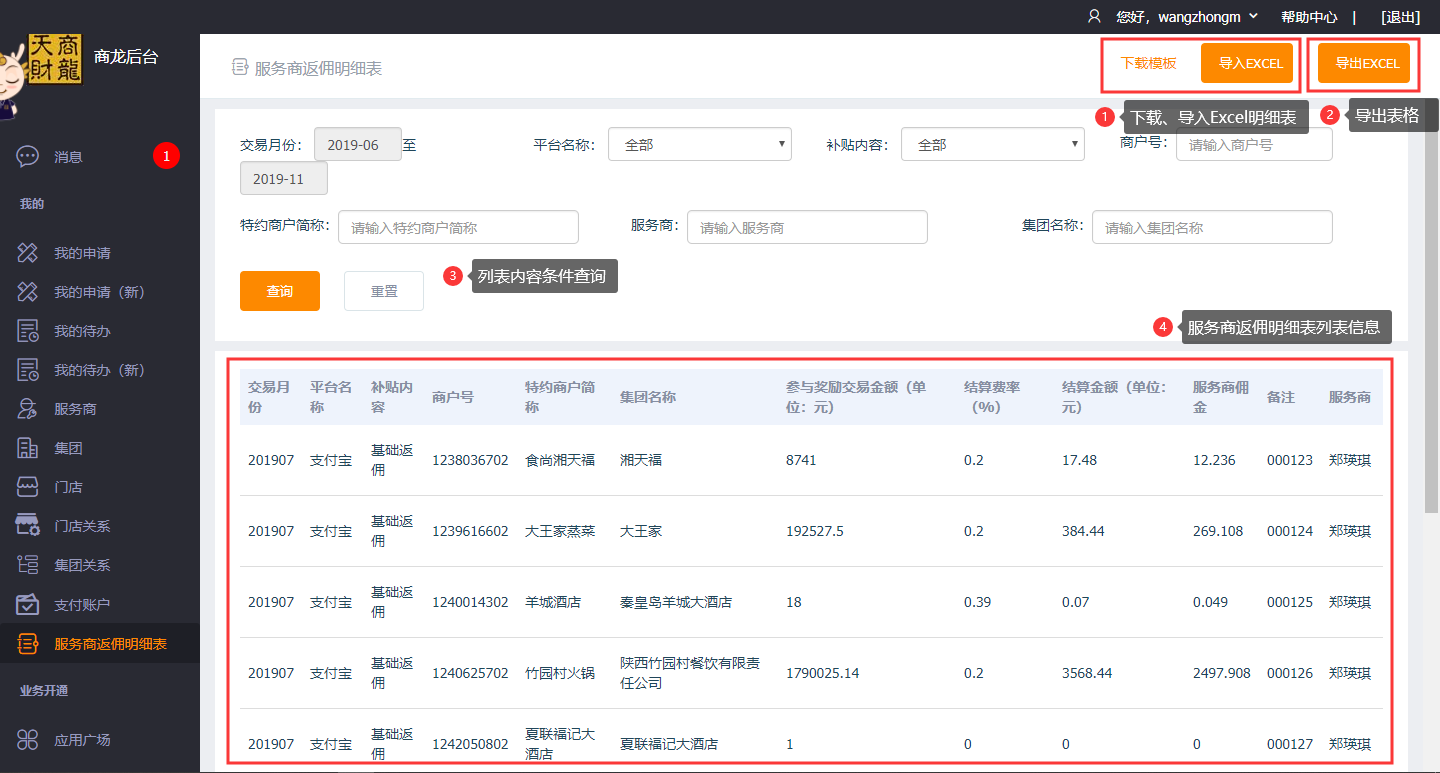 您好，wangzhongm 帮助中心 | [退出]
天商
財龍
商龙后台
消息 1
我的
我的申请
我的申请（新）
我的待办
我的待办（新）
服务商
集团
门店
门店关系
集团关系
支付账户
服务商返佣明细表
业务开通
应用广场
服务商返佣明细表
下载模板 导入EXCEL 导出EXCEL
1 下载、导入Excel明细表 2 导出表格
交易月份： 2019-06 至 平台名称： 全部 补贴内容： 全部 商户号： 请输入商户号
2019-11
特约商户简称： 请输入特约商户简称 服务商： 请输入服务商 集团名称： 请输入集团名称
查询 重置 3 列表内容条件查询
4 服务商返佣明细表列表信息
交易月份 平台名称 补贴内容 商户号 特约商户简称 集团名称 参与奖励交易金额（单位：元） 结算费率（%） 结算金额（单位：元） 服务商佣金 备注 服务商
201907 支付宝 基础返佣 1238036702 食尚湘天福 湘天福 8741 0.2 17.48 12.236 000123 郑瑛琪
201907 支付宝 基础返佣 1239616602 大王家蒸菜 大王家 192527.5 0.2 384.44 269.108 000124 郑瑛琪
201907 支付宝 基础返佣 1240014302 羊城酒店 秦皇岛羊城大酒店 18 0.39 0.07 0.049 000125 郑瑛琪
201907 支付宝 基础返佣 1240625702 竹园村火锅 陕西竹园村餐饮有限责任公司 1790025.14 0.2 3568.44 2497.908 000126 郑瑛琪
201907 支付宝 基础返佣 1242050802 夏联福记大酒店 夏联福记大酒店 1 0 0 0 000127 郑瑛琪